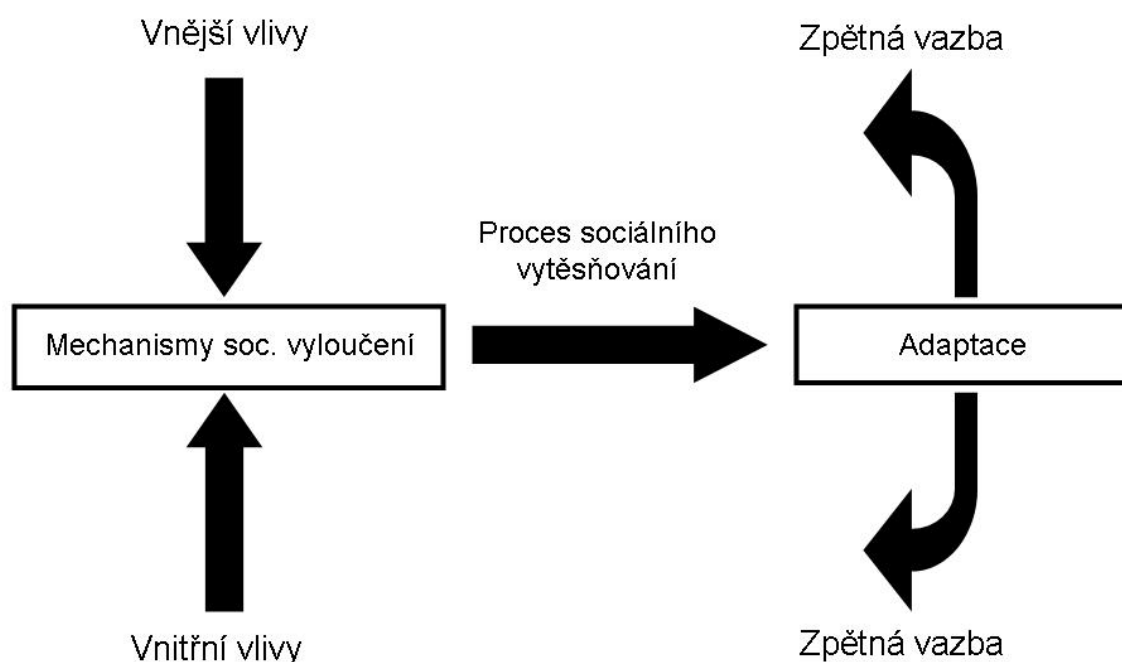 Vnější vlivy
Zpětná vazba
Proces sociálního
vytěsňování
Mechanismy soc. vyloučení
Adaptace
Vnitřní vlivy
Zpětná vazba